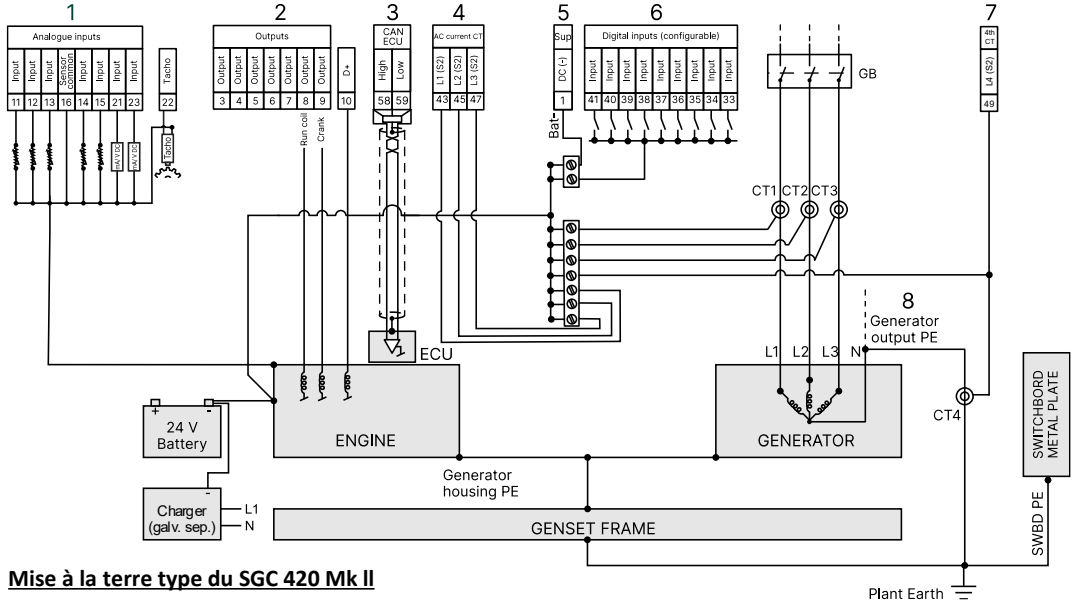 1
2
3
4
5
6
7
Analogue inputs
Input
Input
Input
Sensor common
Input
Input
Input
Input
11
12
13
16
14
15
21
23
Tacho
22
Tacho
mA/V DC
mA/V DC
Outputs
Output
Output
Output
Output
Output
Output
Output
3
4
5
6
7
8
9
D+
10
Run coil
Crank
CAN
ECU
High
Low
58
59
AC current CT
L1 (S2)
L2 (S2)
L3 (S2)
43
45
47
Sup
DC (-)
1
Bat-
Digital inputs (configurable)
Input
Input
Input
Input
Input
Input
Input
Input
Input
41
40
39
38
37
36
35
34
33
GB
4th
CT
L4 (S2)
49
CT1
CT2
CT3
8
Generator
output PE
L1
L2
L3
N
ECU
CT4
ENGINE
GENERATOR
SWITCHBORD
METAL PLATE
+
-
24 V
Battery
Generator
housing PE
-
Charger
(galv. sep.)
L1
N
GENSET FRAME
SWBD PE
Mise à la terre type du SGC 420 Mk ll
Plant Earth